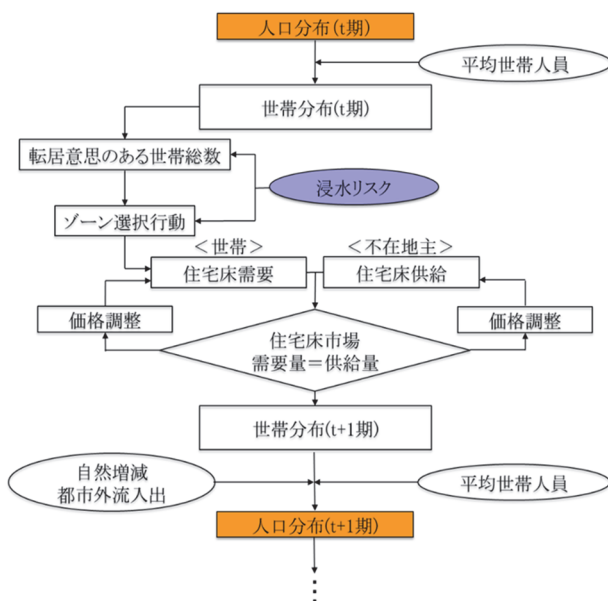 人口分布(t期)
平均世帯人員
世帯分布(t期)
転居意思のある世帯総数
浸水リスク
ゾーン選択行動
＜世帯＞
＜不在地主＞
住宅床需要
住宅床供給
価格調整
価格調整
住宅床市場
需要量＝供給量
世帯分布(t+1期)
自然増減
都市外流入出
平均世帯人員
人口分布(t+1期)